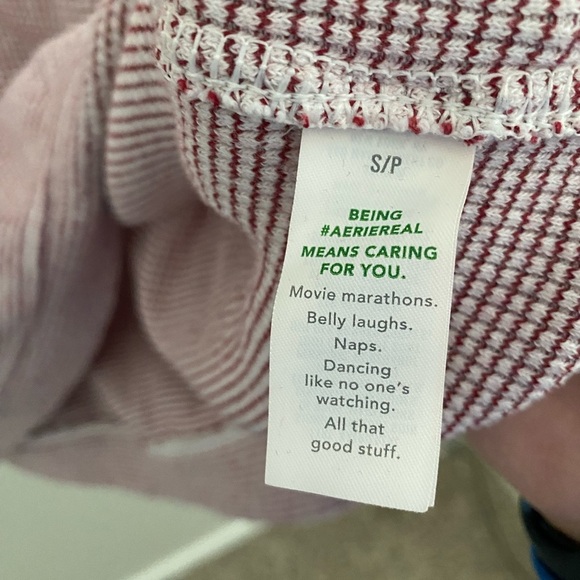 S/P
BEING
#AERIEREAL
MEANS CARING
FOR YOU.
Movie marathons.
Belly laughs.
Naps.
Dancing
like no one's
watching.
All that
good stuff.